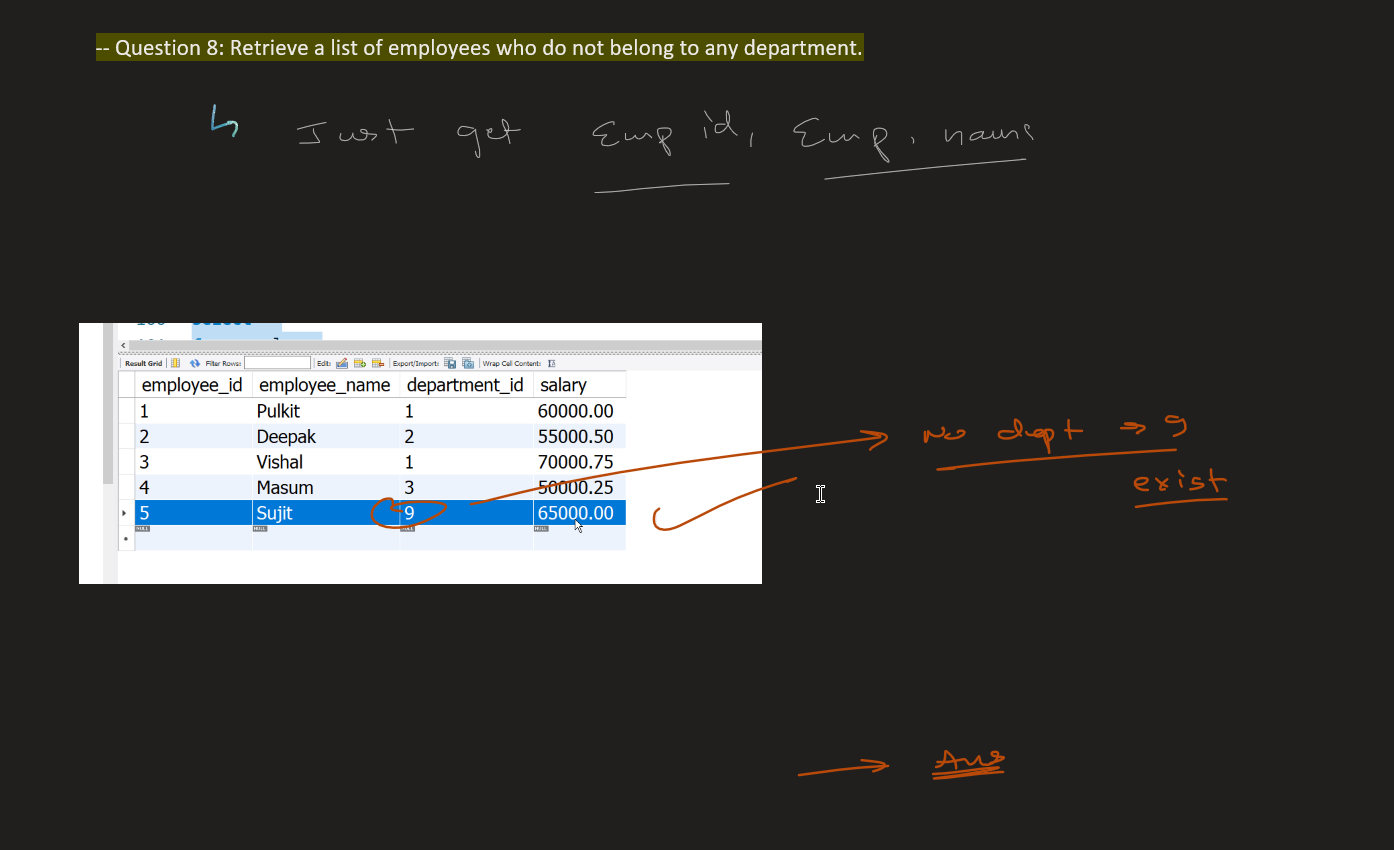 -- Question 8: Retrieve a list of employees who do not belong to any department.
↳ Just get Emp id, Emp. name
Result Grid Filter Rows: Edit: Export/Import: Wrap Cell Content:
employee_id employee_name department_id salary
1 Pulkit 1 60000.00
2 Deepak 2 55000.50
3 Vishal 1 70000.75
4 Masum 3 50000.25
5 Sujit 9 65000.00
NULL NULL NULL NULL
No dept ⇒ 9
exist
Ans